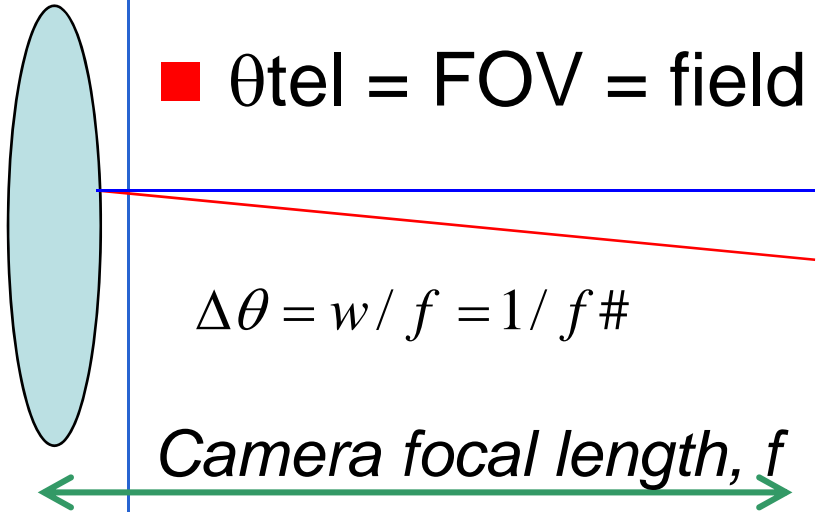 θtel = FOV = field
Δθ = w / f = 1 / f #
Camera focal length, f